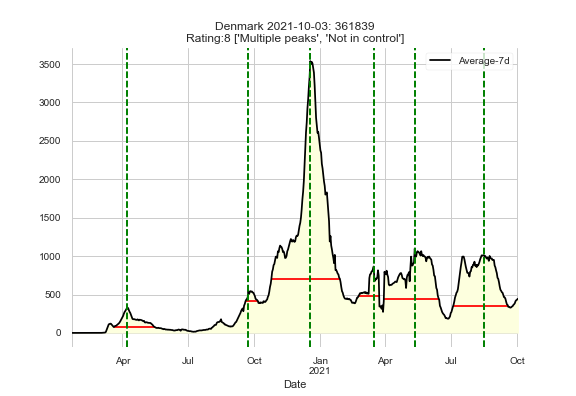 Denmark 2021-10-03: 361839
Rating:8 ['Multiple peaks', 'Not in control']
Average-7d
3500
3000
2500
2000
1500
1000
500
0
Apr
Jul
Oct
Jan
2021
Apr
Jul
Oct
Date